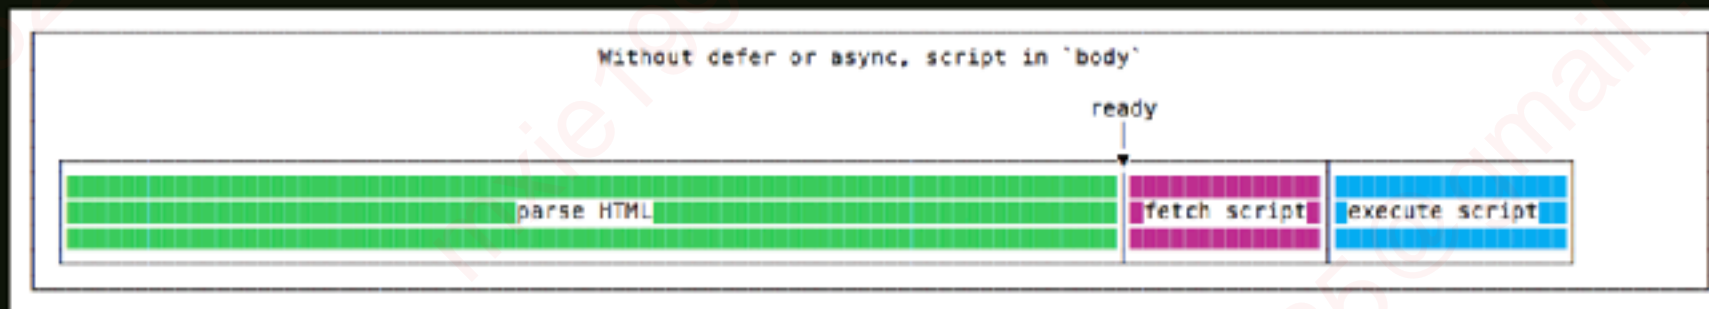 Without defer or async, script in `body`
ready
parse HTML fetch script execute script